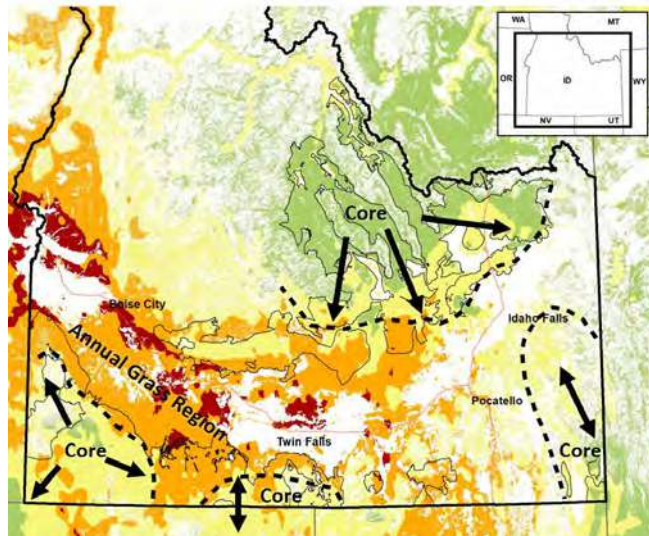 WA
MT
OR
ID
WY
NV
UT
Core
Boise City
Idaho Falls
Annual Grass Region
Pocatello
Core
Twin Falls
Core
Core